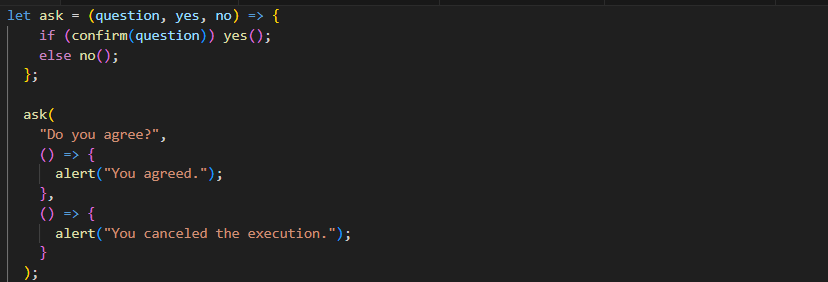 let ask = (question, yes, no) => {
    if (confirm(question)) yes();
    else no();
  };

  ask(
    "Do you agree?",
    () => {
      alert("You agreed.");
    },
    () => {
      alert("You canceled the execution.");
    }
  );